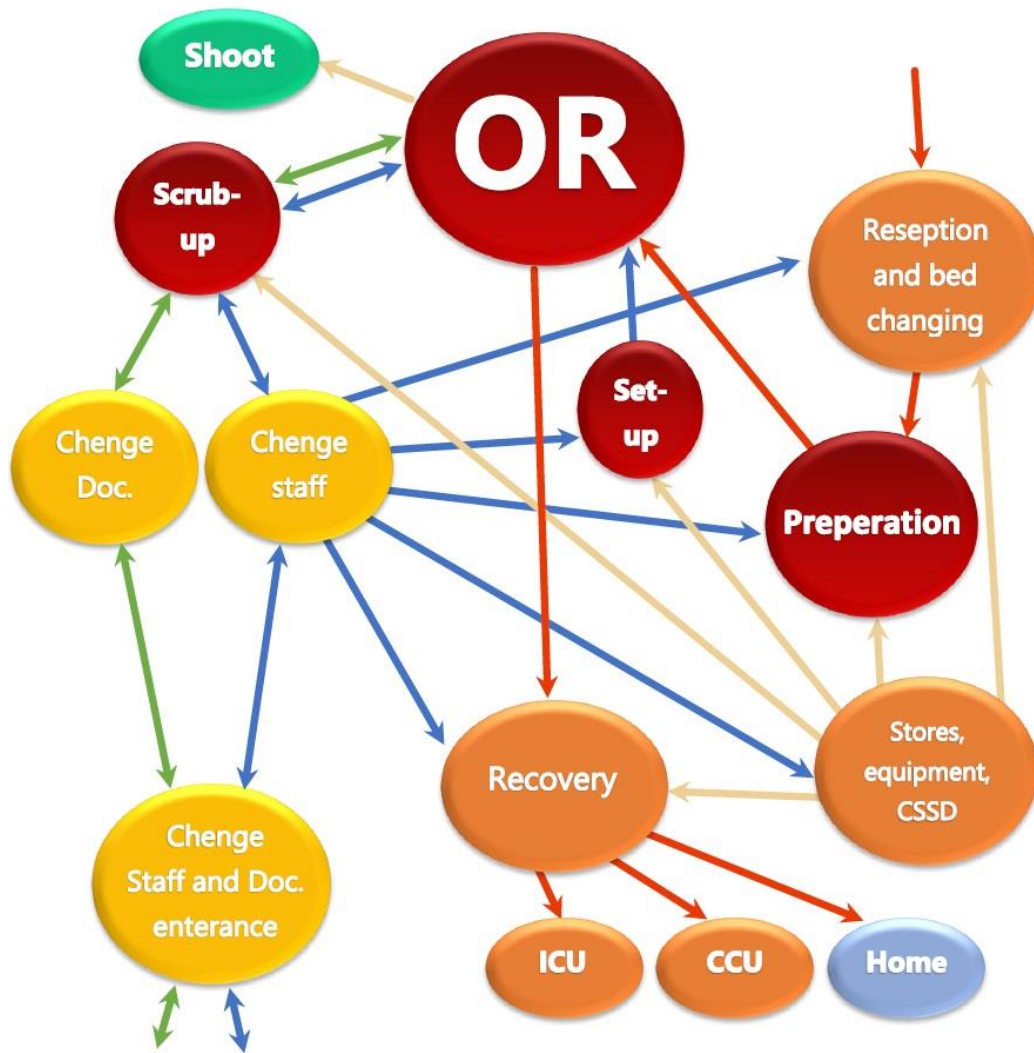 Shoot
OR
Scrub-
up
Reseption
and bed
changing
Set-
up
Chenge
Doc.
Chenge
staff
Preperation
Stores,
equipment,
CSSD
Recovery
Chenge
Staff and Doc.
enterance
ICU
CCU
Home